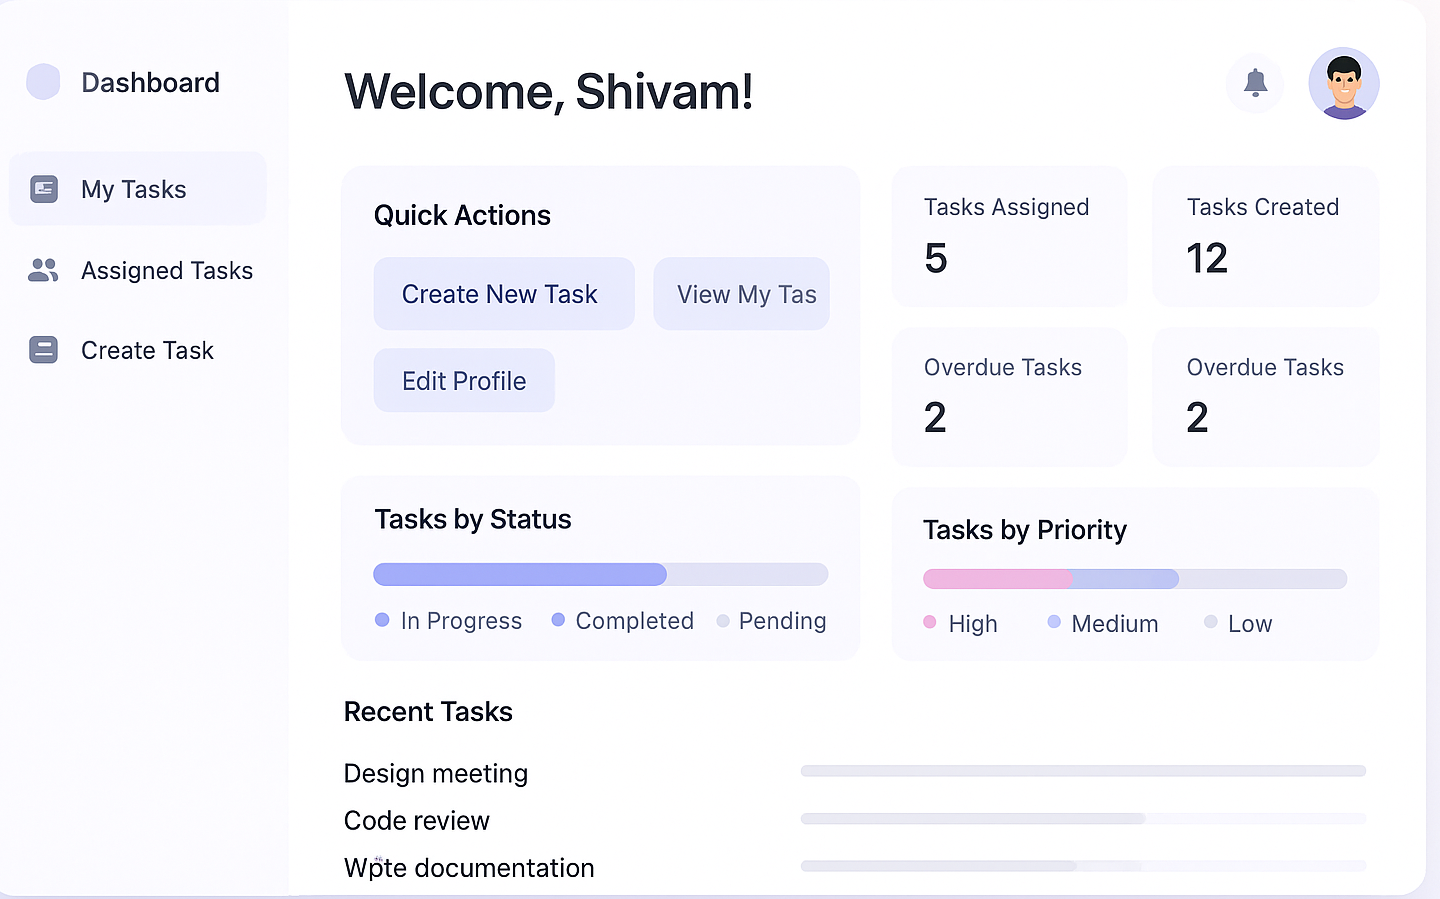 Dashboard
My Tasks
Assigned Tasks
Create Task
Welcome, Shivam!
Quick Actions
Create New Task
View My Tas
Edit Profile
Tasks Assigned
5
Tasks Created
12
Overdue Tasks
2
Overdue Tasks
2
Tasks by Status
In Progress
Completed
Pending
Tasks by Priority
High
Medium
Low
Recent Tasks
Design meeting
Code review
Wpte documentation